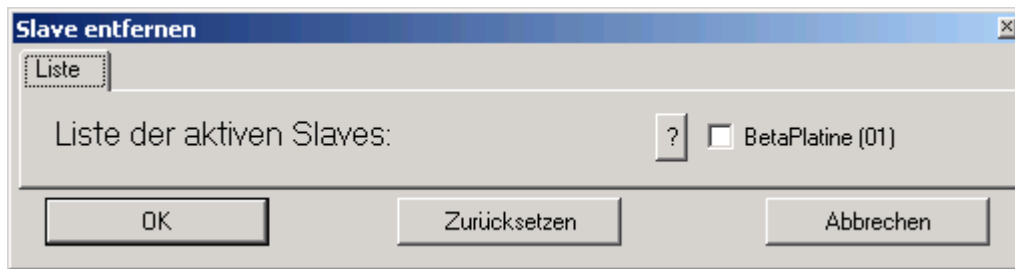 Slave entfernen
Liste
Liste der aktiven Slaves: ? BetaPlatine (01)
OK Zurücksetzen Abbrechen